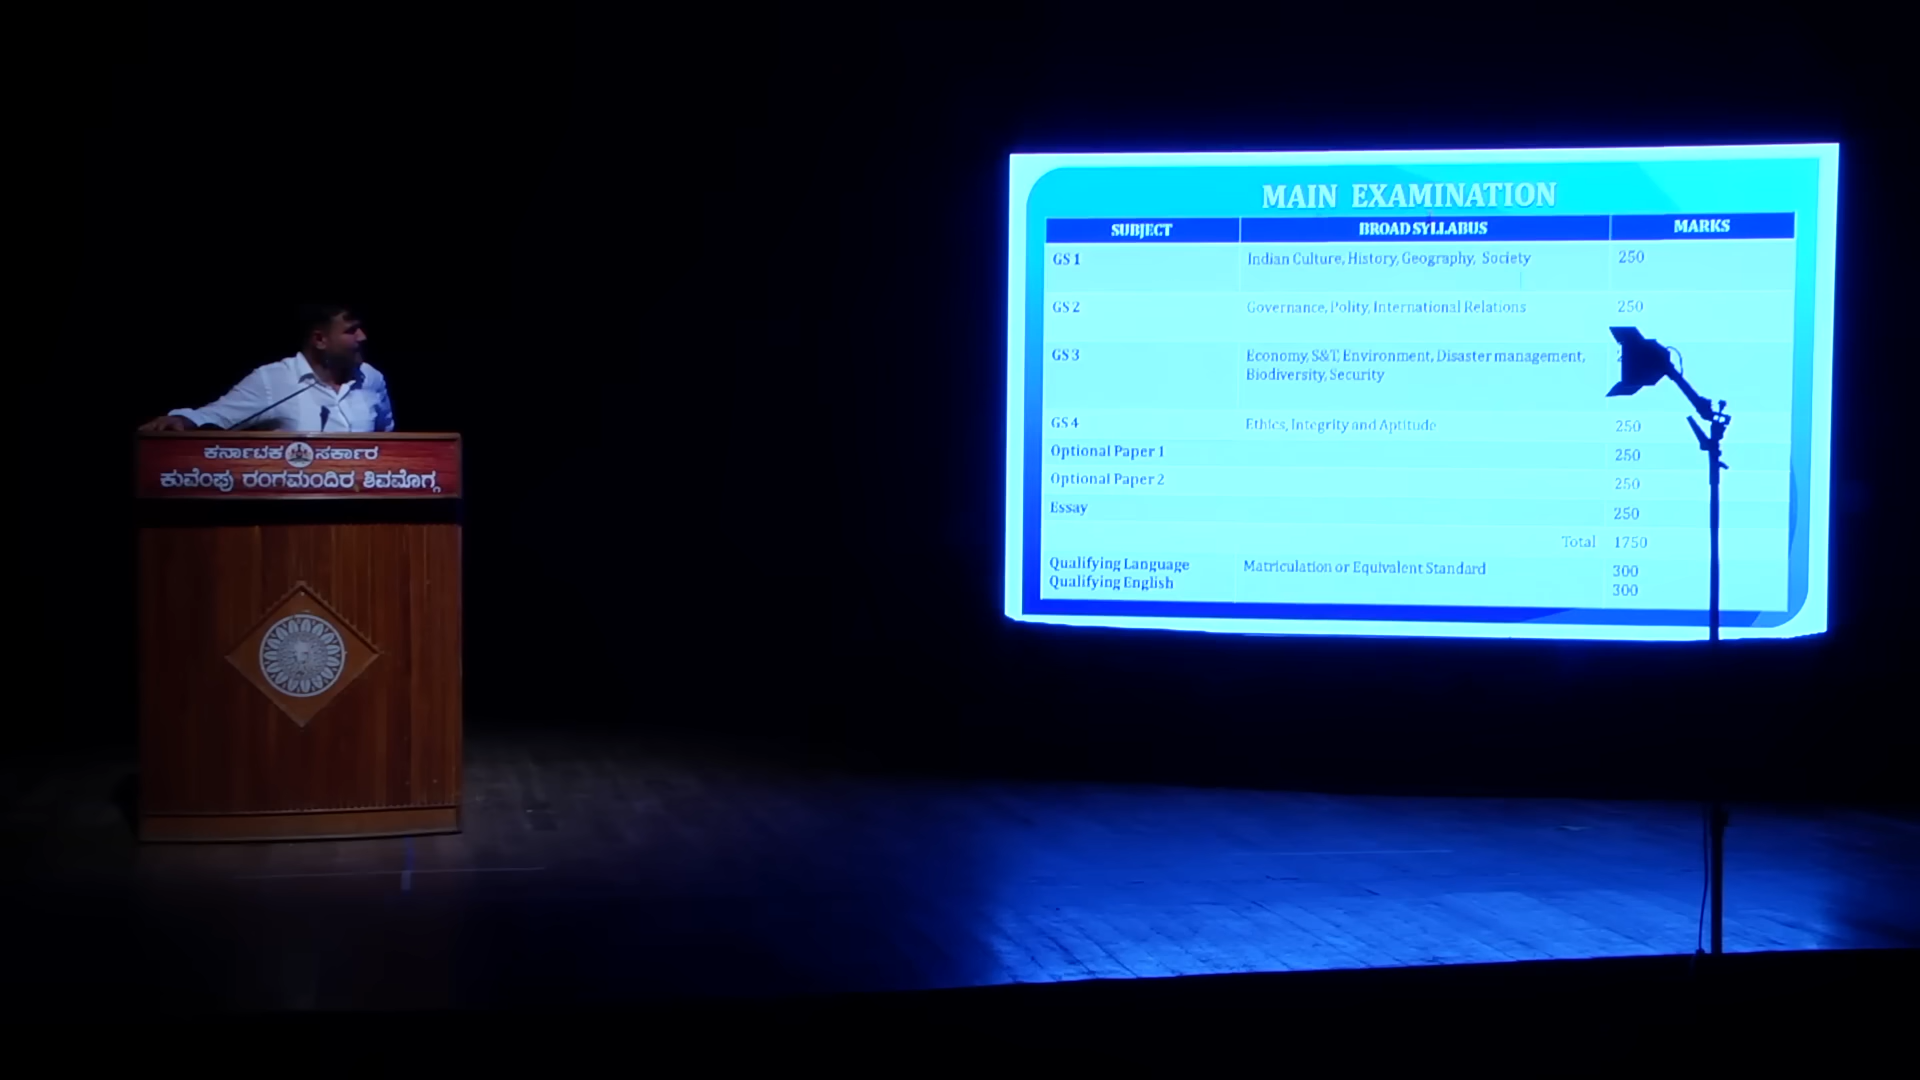 ಕರ್ನಾಟಕ ಸರ್ಕಾರ
ಕುವೆಂಪು ರಂಗಮಂದಿರ, ಶಿವಮೊಗ್ಗ
MAIN EXAMINATION
SUBJECT BROAD SYLLABUS MARKS
GS 1 Indian Culture, History, Geography, Society 250
GS 2 Governance, Polity, International Relations 250
GS 3 Economy, S&T, Environment, Disaster management,
Biodiversity, Security
GS 4 Ethics, Integrity and Aptitude 250
Optional Paper 1 250
Optional Paper 2 250
Essay 250
Total 1750
Qualifying Language Matriculation or Equivalent Standard 300
Qualifying English 300